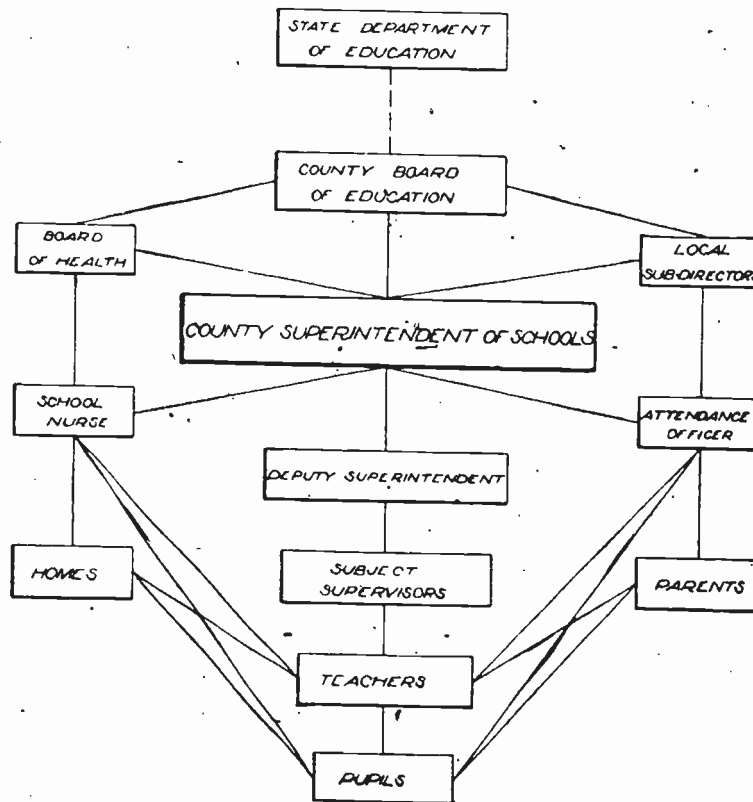 STATE DEPARTMENT
OF EDUCATION
COUNTY BOARD
OF EDUCATION
BOARD
OF HEALTH
LOCAL
SUB-DIRECTORS
COUNTY SUPERINTENDENT OF SCHOOLS
SCHOOL
NURSE
ATTENDANCE
OFFICER
DEPUTY SUPERINTENDENT
HOMES
SUBJECT
SUPERVISORS
PARENTS
TEACHERS
PUPILS